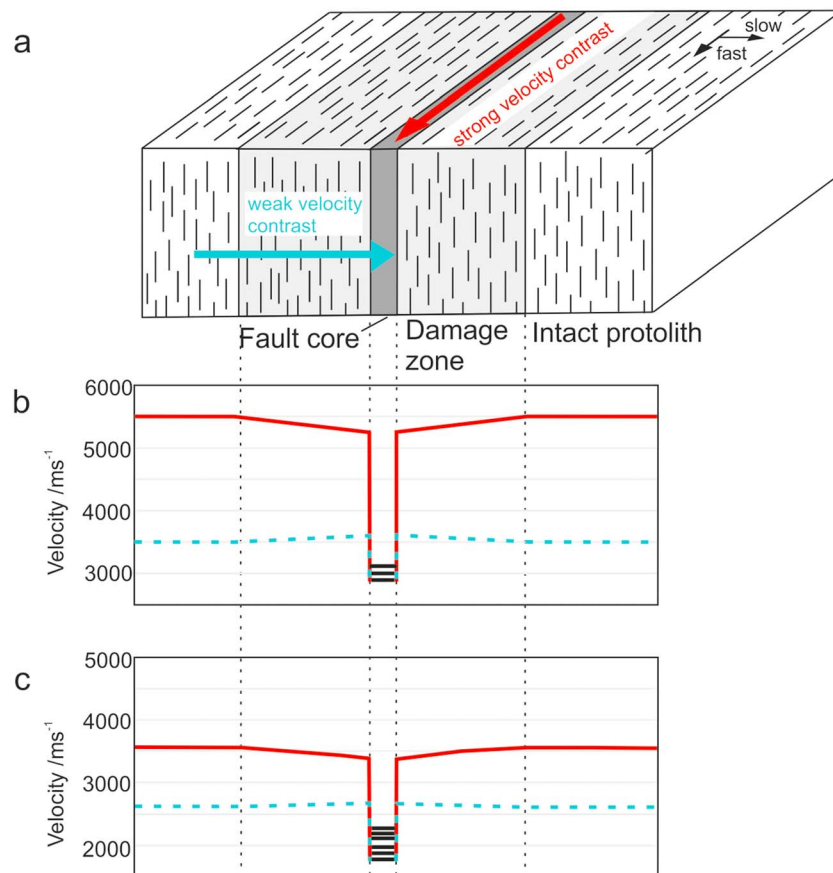 a
slow
fast
strong velocity contrast
weak velocity
contrast
Fault core
Damage
zone
Intact protolith
b
6000
5000
4000
3000
Velocity /ms⁻¹
c
5000
4000
3000
2000
Velocity /ms⁻¹